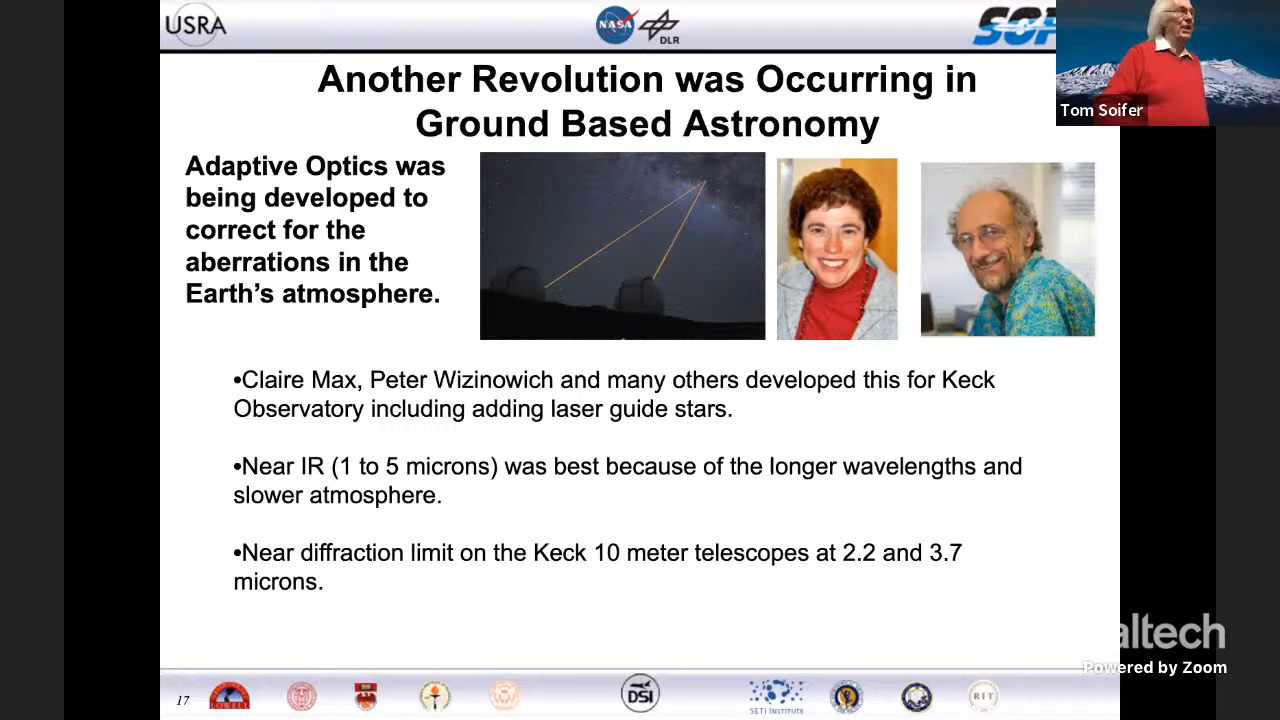 USRA
NASA
DLR
Another Revolution was Occurring in
Ground Based Astronomy
Tom Soifer
Adaptive Optics was
being developed to
correct for the
aberrations in the
Earth's atmosphere.
•Claire Max, Peter Wizinowich and many others developed this for Keck
Observatory including adding laser guide stars.
•Near IR (1 to 5 microns) was best because of the longer wavelengths and
slower atmosphere.
•Near diffraction limit on the Keck 10 meter telescopes at 2.2 and 3.7
microns.
altech
Powered by Zoom
17
LOWELL
DSI
SETI INSTITUTE
RIT